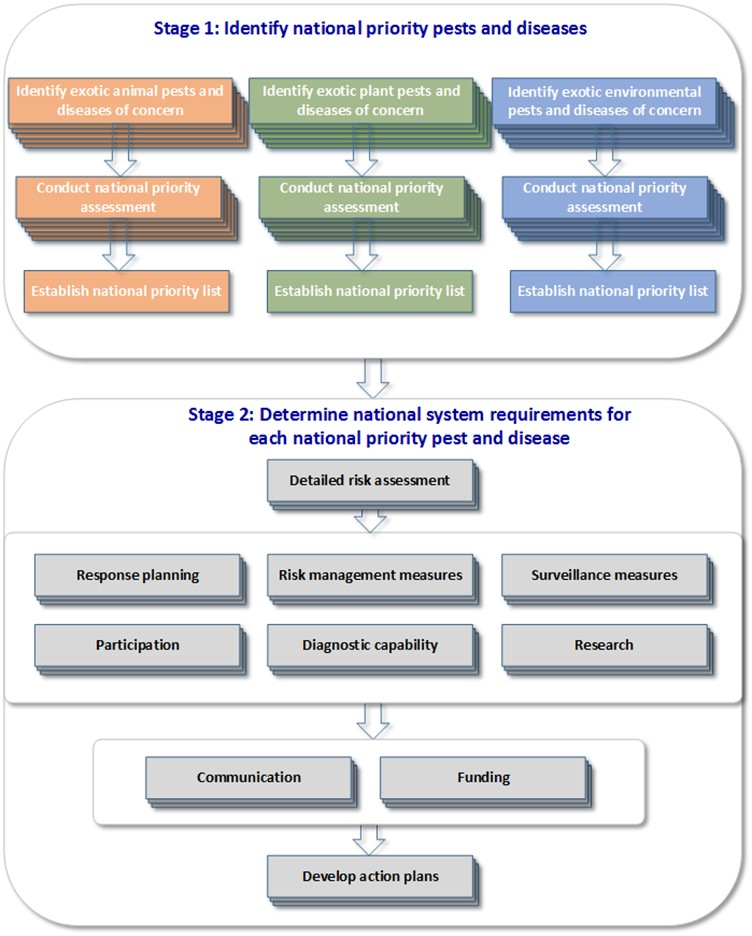 Stage 1: Identify national priority pests and diseases
Identify exotic animal pests and
diseases of concern
Identify exotic plant pests and
diseases of concern
Identify exotic environmental
pests and diseases of concern
Conduct national priority
assessment
Conduct national priority
assessment
Conduct national priority
assessment
Establish national priority list
Establish national priority list
Establish national priority list
Stage 2: Determine national system requirements for
each national priority pest and disease
Detailed risk assessment
Response planning
Risk management measures
Surveillance measures
Participation
Diagnostic capability
Research
Communication
Funding
Develop action plans